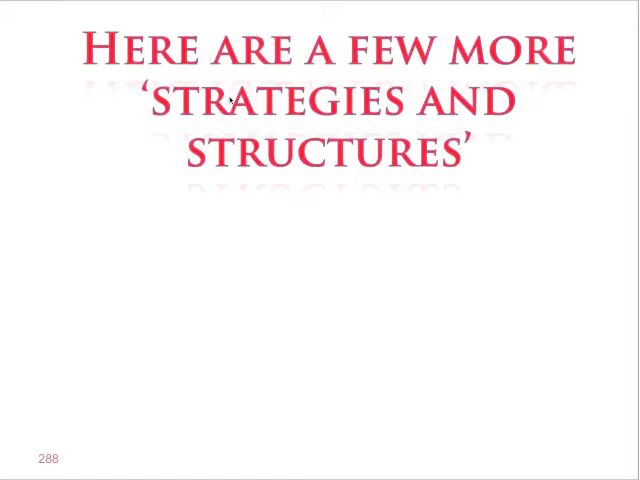 Here are a few more
‘strategies and
structures’
288